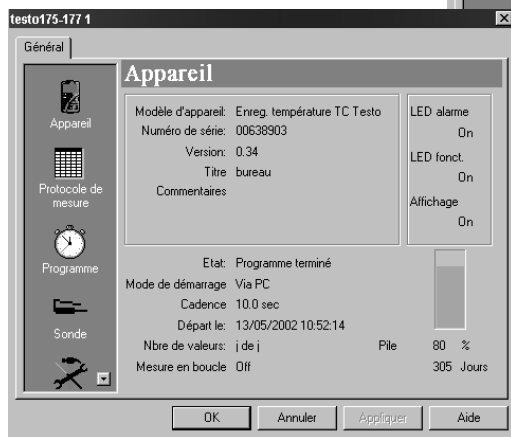 testo175-177 1
Général
Appareil
Protocole de
mesure
Programme
Sonde
Appareil
Modèle d'appareil: Enreg. température TC Testo
Numéro de série: 00638903
Version: 0.34
Titre bureau
Commentaires
LED alarme
On
LED fonct.
On
Affichage
On
Etat: Programme terminé
Mode de démarrage Via PC
Cadence 10.0 sec
Départ le: 13/05/2002 10:52:14
Nbre de valeurs: j de j Pile 80 %
Mesure en boucle Off 305 Jours
OK Annuler Appliquer Aide